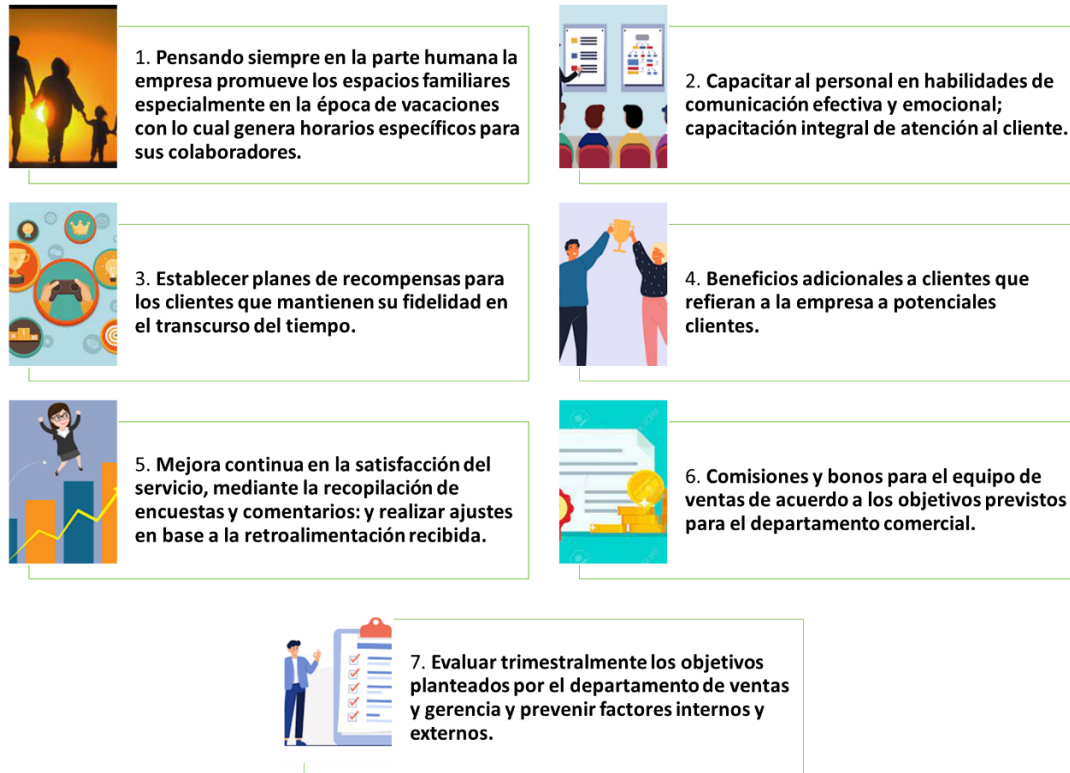 1. Pensando siempre en la parte humana la
empresa promueve los espacios familiares
especialmente en la época de vacaciones
con lo cual genera horarios específicos para
sus colaboradores.
2. Capacitar al personal en habilidades de
comunicación efectiva y emocional;
capacitación integral de atención al cliente.
3. Establecer planes de recompensas para
los clientes que mantienen su fidelidad en
el transcurso del tiempo.
4. Beneficios adicionales a clientes que
refieran a la empresa a potenciales
clientes.
5. Mejora continua en la satisfacción del
servicio, mediante la recopilación de
encuestas y comentarios: y realizar ajustes
en base a la retroalimentación recibida.
6. Comisiones y bonos para el equipo de
ventas de acuerdo a los objetivos previstos
para el departamento comercial.
7. Evaluar trimestralmente los objetivos
planteados por el departamento de ventas
y gerencia y prevenir factores internos y
externos.